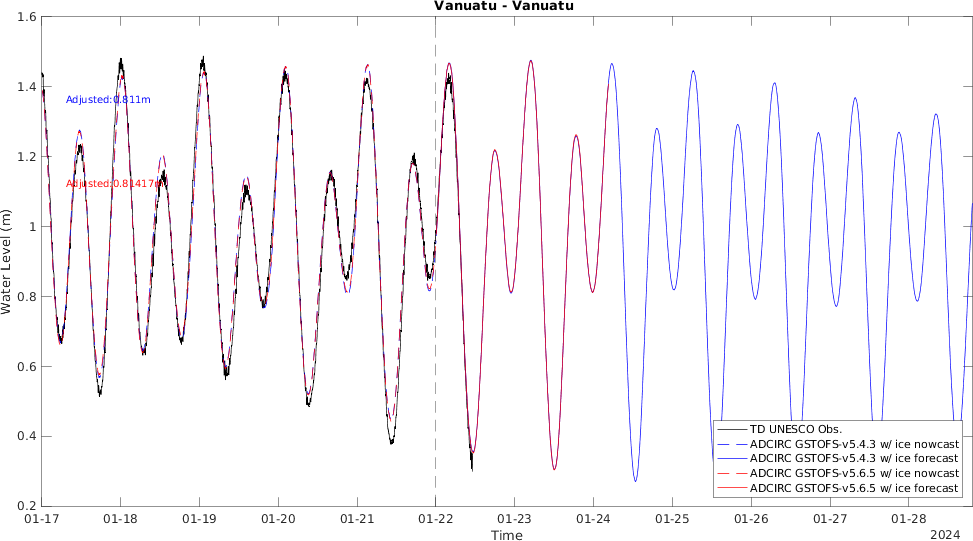 Vanuatu - Vanuatu
Water Level (m)
1.6
1.4
1.2
1
0.8
0.6
0.4
0.2
Adjusted:0.811m
Adjusted:0.81417m
TD UNESCO Obs.
ADCIRC GSTOFS-v5.4.3 w/ ice nowcast
ADCIRC GSTOFS-v5.4.3 w/ ice forecast
ADCIRC GSTOFS-v5.6.5 w/ ice nowcast
ADCIRC GSTOFS-v5.6.5 w/ ice forecast
01-17 01-18 01-19 01-20 01-21 01-22 01-23 01-24 01-25 01-26 01-27 01-28
Time
2024